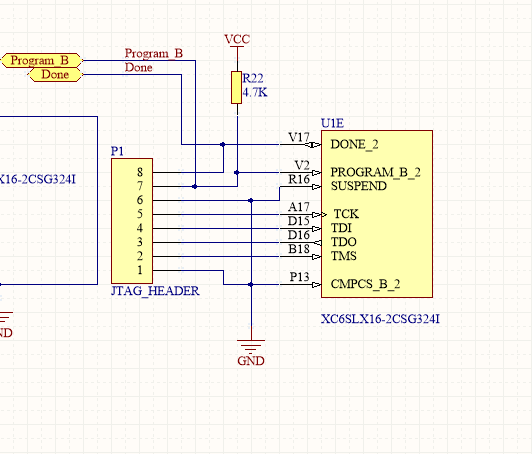 VCC
Program_B
Program_B
Done
Done
R22
4.7K
U1E
V17
DONE_2
P1
8
V2
PROGRAM_B_2
X16-2CSG324I
7
R16
SUSPEND
6
5
A17
TCK
4
D15
TDI
3
D16
TDO
2
B18
TMS
1
P13
CMPCS_B_2
JTAG_HEADER
XC6SLX16-2CSG324I
ND
GND